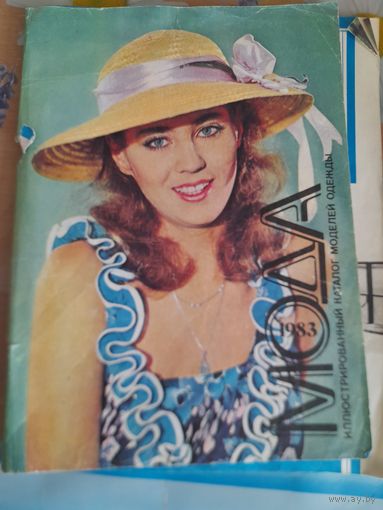 МОДА
1983
ИЛЛЮСТРИРОВАННЫЙ КАТАЛОГ МОДЕЛЕЙ ОДЕЖДЫ
www.ay.by